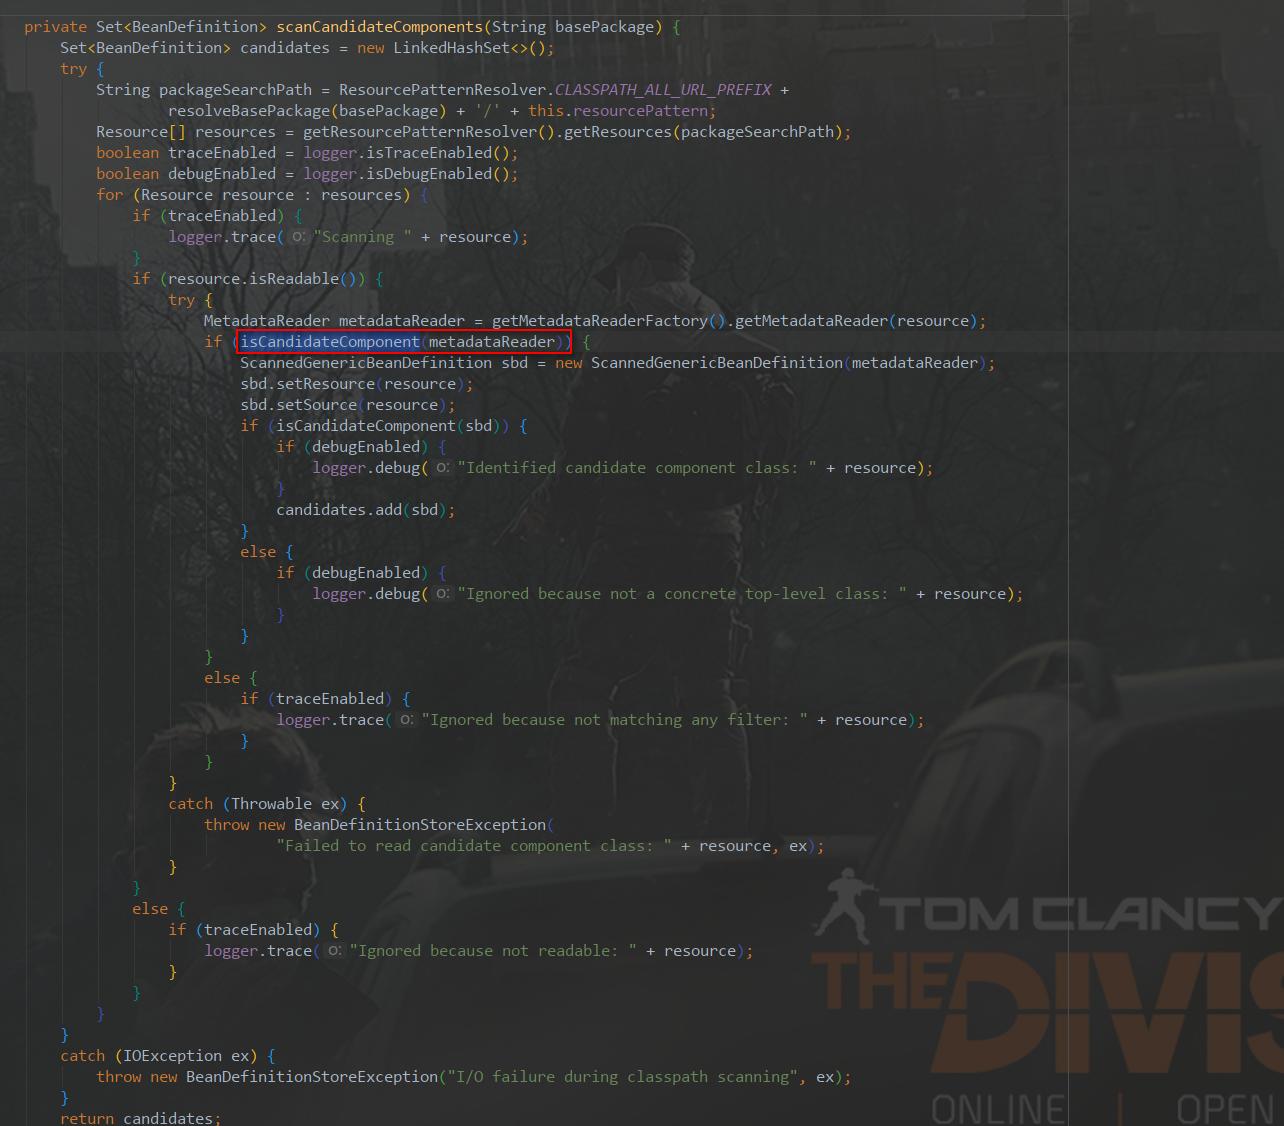 private Set<BeanDefinition> scanCandidateComponents(String basePackage) {
Set<BeanDefinition> candidates = new LinkedHashSet<>();
try {
String packageSearchPath = ResourcePatternResolver.CLASSPATH_ALL_URL_PREFIX +
resolveBasePackage(basePackage) + '/' + this.resourcePattern;
Resource[] resources = getResourcePatternResolver().getResources(packageSearchPath);
boolean traceEnabled = logger.isTraceEnabled();
boolean debugEnabled = logger.isDebugEnabled();
for (Resource resource : resources) {
if (traceEnabled) {
logger.trace( o: "Scanning " + resource);
}
if (resource.isReadable()) {
try {
MetadataReader metadataReader = getMetadataReaderFactory().getMetadataReader(resource);
if (isCandidateComponent(metadataReader)) {
ScannedGenericBeanDefinition sbd = new ScannedGenericBeanDefinition(metadataReader);
sbd.setResource(resource);
sbd.setSource(resource);
if (isCandidateComponent(sbd)) {
if (debugEnabled) {
logger.debug( o: "Identified candidate component class: " + resource);
}
candidates.add(sbd);
}
else {
if (debugEnabled) {
logger.debug( o: "Ignored because not a concrete top-level class: " + resource);
}
}
}
else {
if (traceEnabled) {
logger.trace( o: "Ignored because not matching any filter: " + resource);
}
}
}
catch (Throwable ex) {
throw new BeanDefinitionStoreException(
"Failed to read candidate component class: " + resource, ex);
}
}
else {
if (traceEnabled) {
logger.trace( o: "Ignored because not readable: " + resource);
}
}
}
}
catch (IOException ex) {
throw new BeanDefinitionStoreException("I/O failure during classpath scanning", ex);
}
return candidates;
TOM CLANCY
THE DIVIS
ONLINE | OPEN